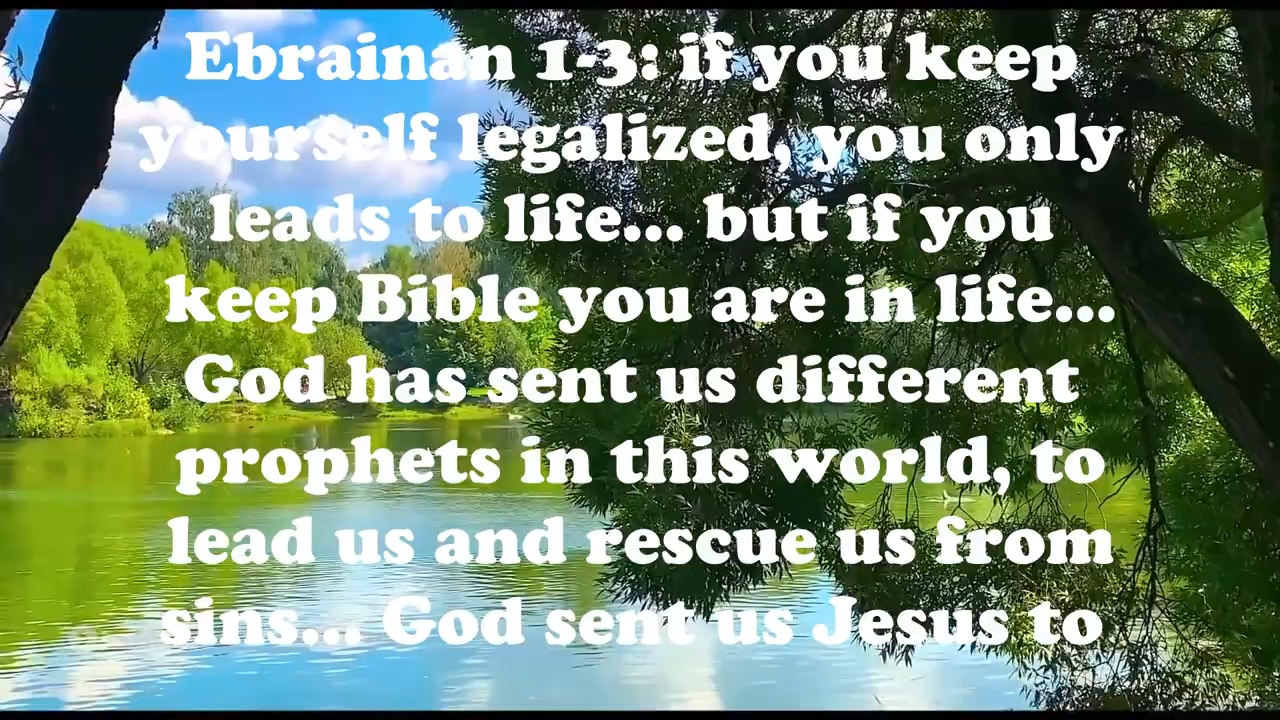 Ebrainan 1-3: if you keep
yourself legalized, you only
leads to life... but if you
keep Bible you are in life...
God has sent us different
prophets in this world, to
lead us and rescue us from
sins... God sent us Jesus to